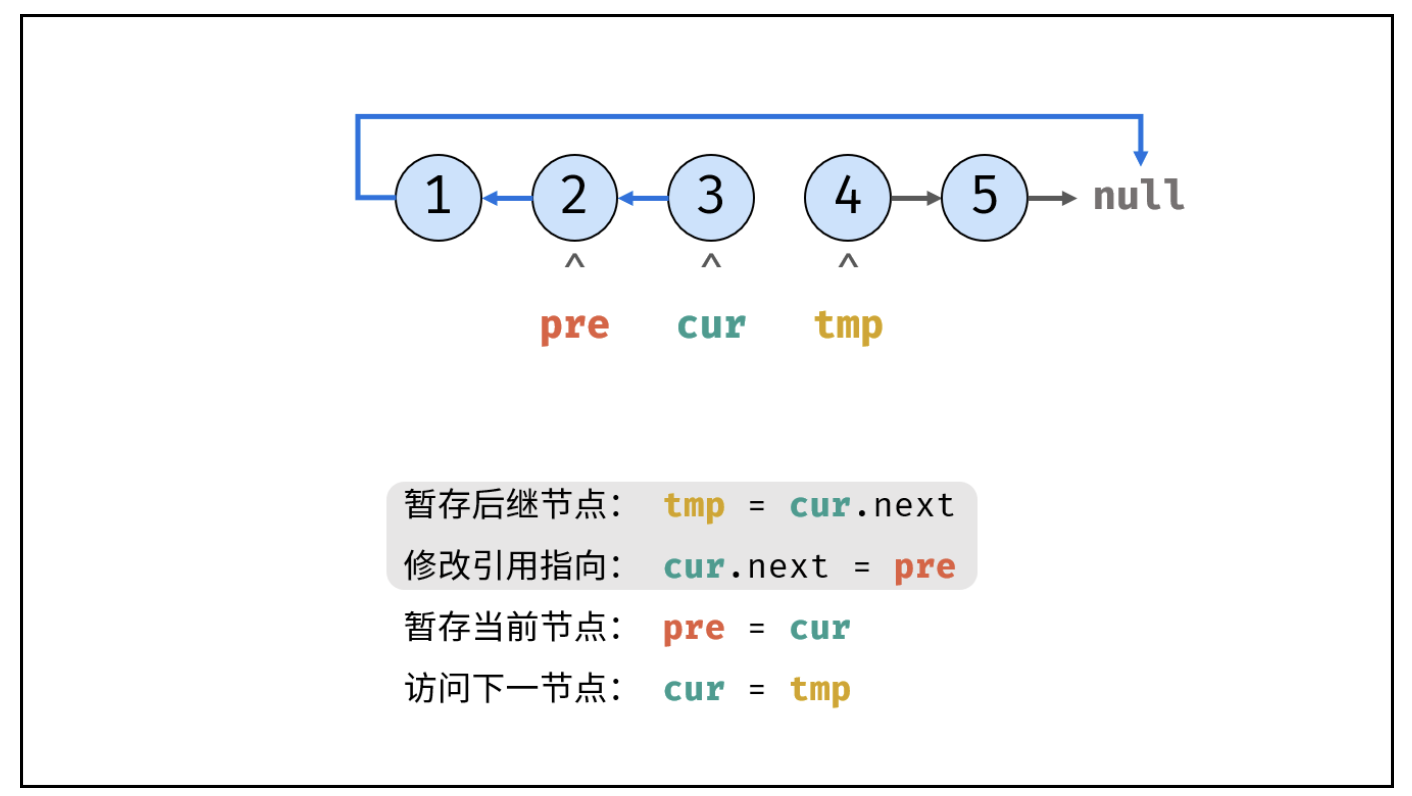 1 2 3 4 5 null
^ ^ ^
pre cur tmp
暂存后继节点： tmp = cur.next
修改引用指向： cur.next = pre
暂存当前节点： pre = cur
访问下一节点： cur = tmp